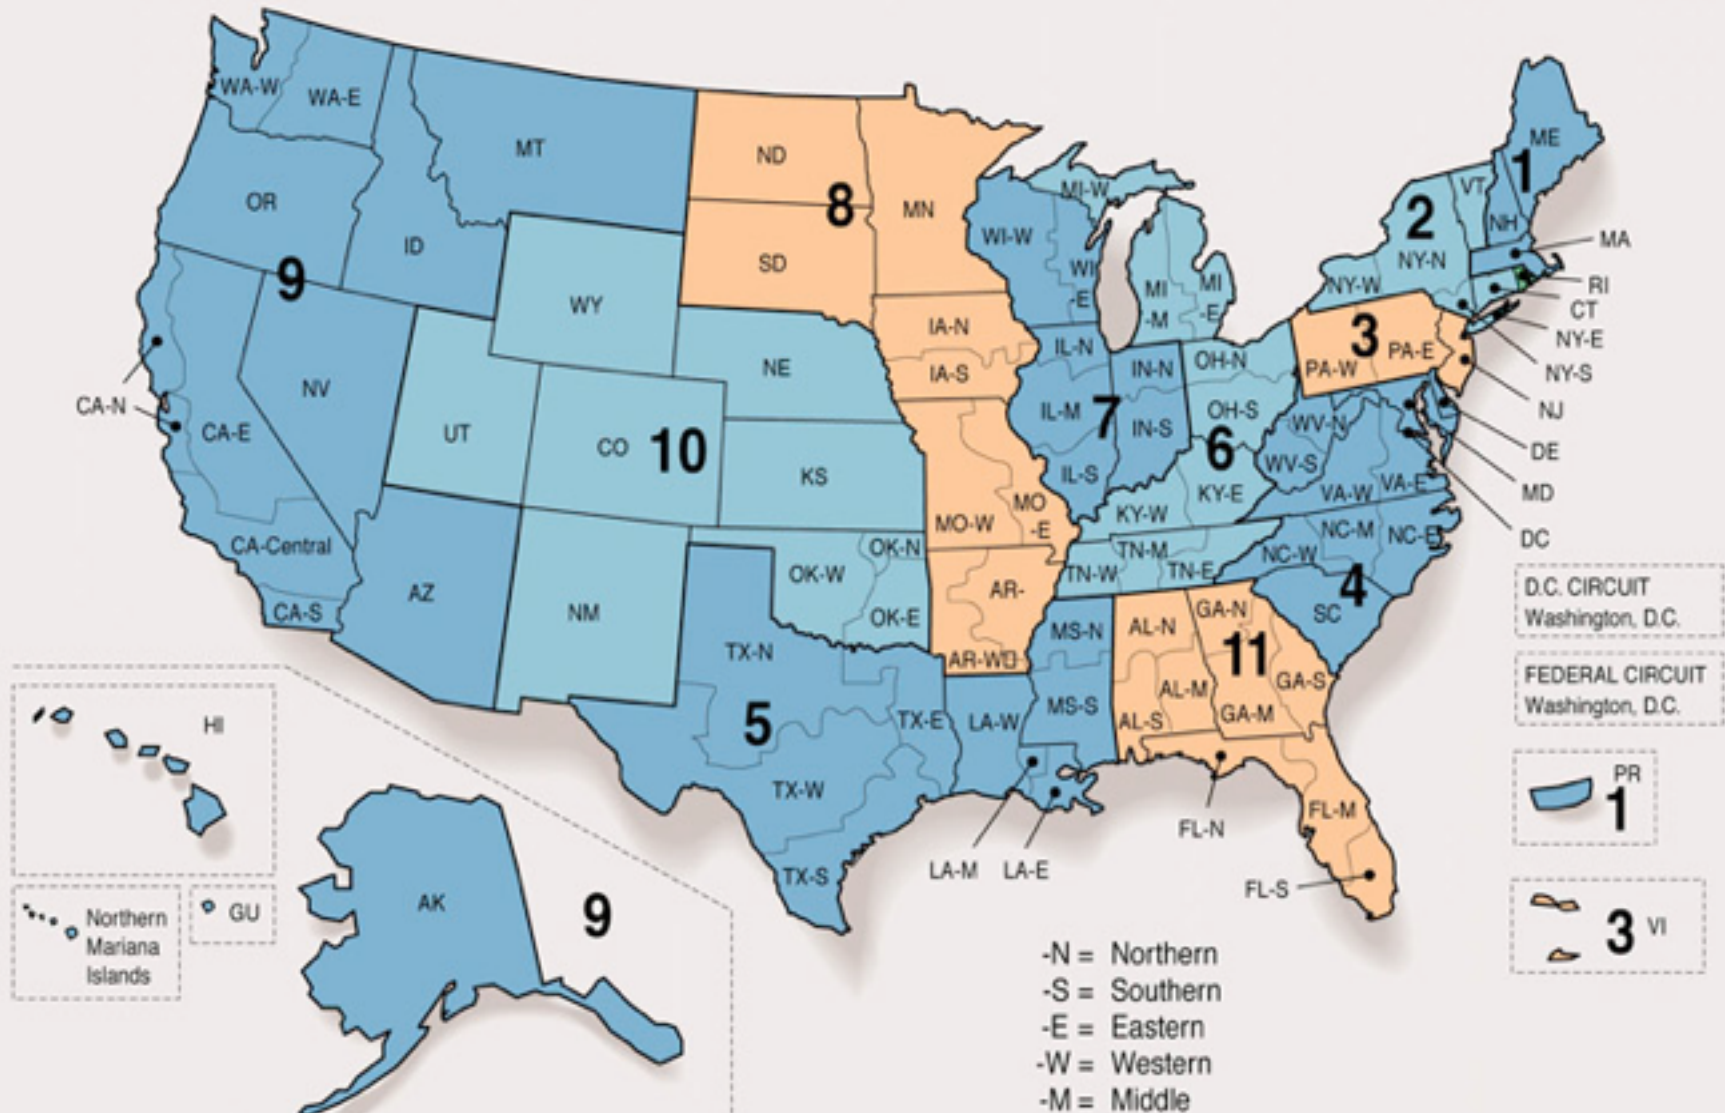 WA-W
WA-E
MT
ND
MN
8
OR
ID
SD
9
WY
MI-W
WI-W
WI
-E
MI
-M
MI
-E
ME
1
VT
NH
2
NY-N
NY-W
MA
RI
CT
NY-E
NY-S
NJ
DE
MD
DC
3
PA-E
PA-W
IA-N
IA-S
NE
IL-N
IL-M
IL-S
7
IN-N
IN-S
OH-N
OH-S
6
WV-N
WV-S
VA-W
VA-E
KY-E
KY-W
CA-N
CA-E
NV
UT
CO
10
KS
MO-W
MO
-E
CA-Central
CA-S
AZ
NM
OK-N
OK-W
OK-E
AR-
AR-W
TN-M
TN-W
TN-E
NC-M
NC-E
NC-W
4
SC
MS-N
MS-S
AL-N
AL-M
AL-S
GA-N
11
GA-S
GA-M
TX-N
5
TX-E
TX-W
TX-S
LA-W
LA-M
LA-E
FL-N
FL-M
FL-S
D.C. CIRCUIT
Washington, D.C.
FEDERAL CIRCUIT
Washington, D.C.
PR
1
3
VI
HI
AK
9
Northern
Mariana
Islands
GU
-N = Northern
-S = Southern
-E = Eastern
-W = Western
-M = Middle